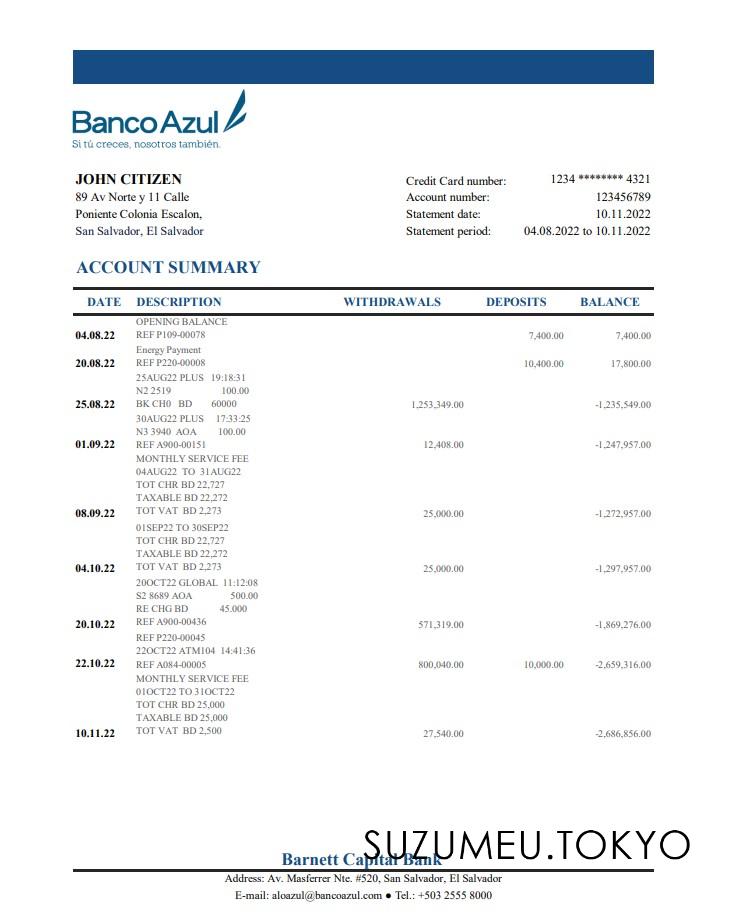 Banco Azul
Si tú creces, nosotros también.
JOHN CITIZEN
89 Av Norte y 11 Calle
Poniente Colonia Escalon,
San Salvador, El Salvador
Credit Card number: 1234 ******** 4321
Account number: 123456789
Statement date: 10.11.2022
Statement period: 04.08.2022 to 10.11.2022
ACCOUNT SUMMARY
DATE DESCRIPTION WITHDRAWALS DEPOSITS BALANCE
OPENING BALANCE
04.08.22 REF P109-00078 7,400.00 7,400.00
Energy Payment
20.08.22 REF P220-00008 10,400.00 17,800.00
25AUG22 PLUS 19:18:31
N2 2519 100.00
25.08.22 BK CH0 BD 60000 1,253,349.00 -1,235,549.00
30AUG22 PLUS 17:33:25
N3 3940 AOA 100.00
01.09.22 REF A900-00151 12,408.00 -1,247,957.00
MONTHLY SERVICE FEE
04AUG22 TO 31AUG22
TOT CHR BD 22,727
TAXABLE BD 22,272
08.09.22 TOT VAT BD 2,273 25,000.00 -1,272,957.00
01SEP22 TO 30SEP22
TOT CHR BD 22,727
TAXABLE BD 22,272
04.10.22 TOT VAT BD 2,273 25,000.00 -1,297,957.00
20OCT22 GLOBAL 11:12:08
S2 8689 AOA 500.00
RE CHG BD 45.000
20.10.22 REF A900-00436 571,319.00 -1,869,276.00
REF P220-00045
22OCT22 ATM104 14:41:36
22.10.22 REF A084-00005 800,040.00 10,000.00 -2,659,316.00
MONTHLY SERVICE FEE
01OCT22 TO 31OCT22
TOT CHR BD 25,000
TAXABLE BD 25,000
10.11.22 TOT VAT BD 2,500 27,540.00 -2,686,856.00
SUZUMEU.TOKYO
Barnett Capital Bank
Address: Av. Masferrer Nte. #520, San Salvador, El Salvador
E-mail: aloazul@bancoazul.com ● Tel.: +503 2555 8000